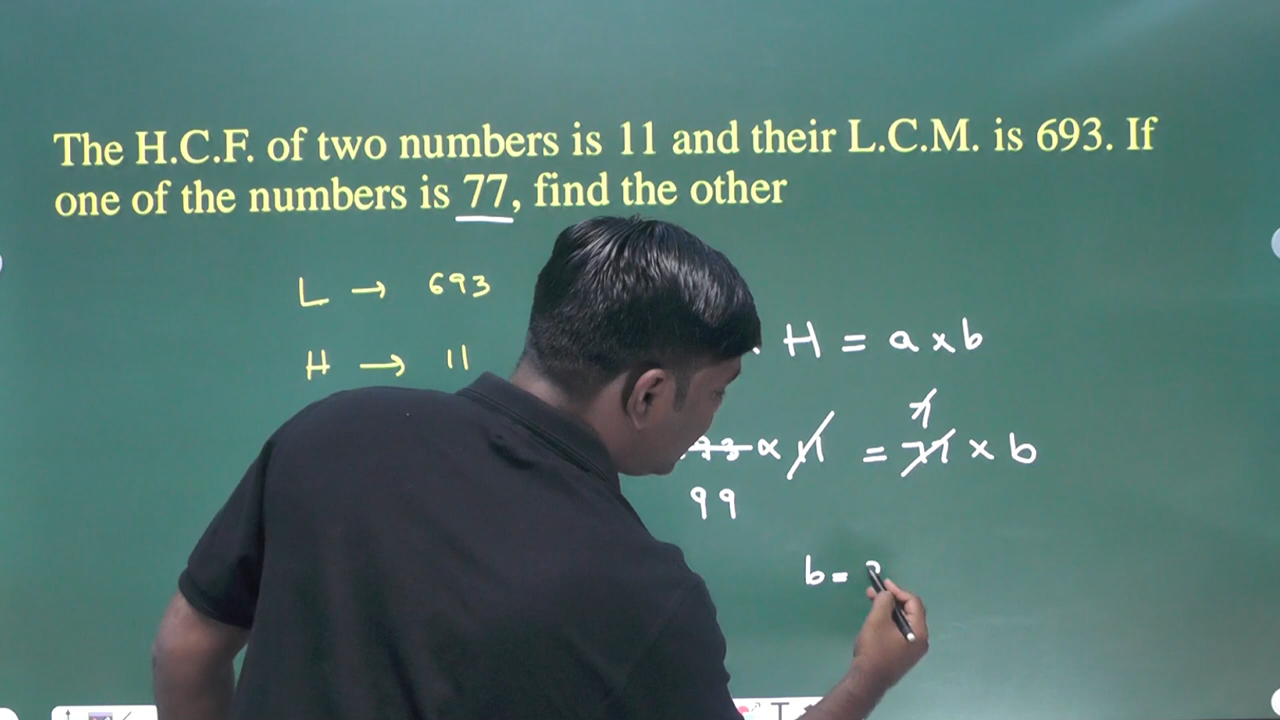 The H.C.F. of two numbers is 11 and their L.C.M. is 693. If
one of the numbers is 77, find the other
L → 693
H → 11
. H = a × b
11 = 77 × b
7
99
b =
T